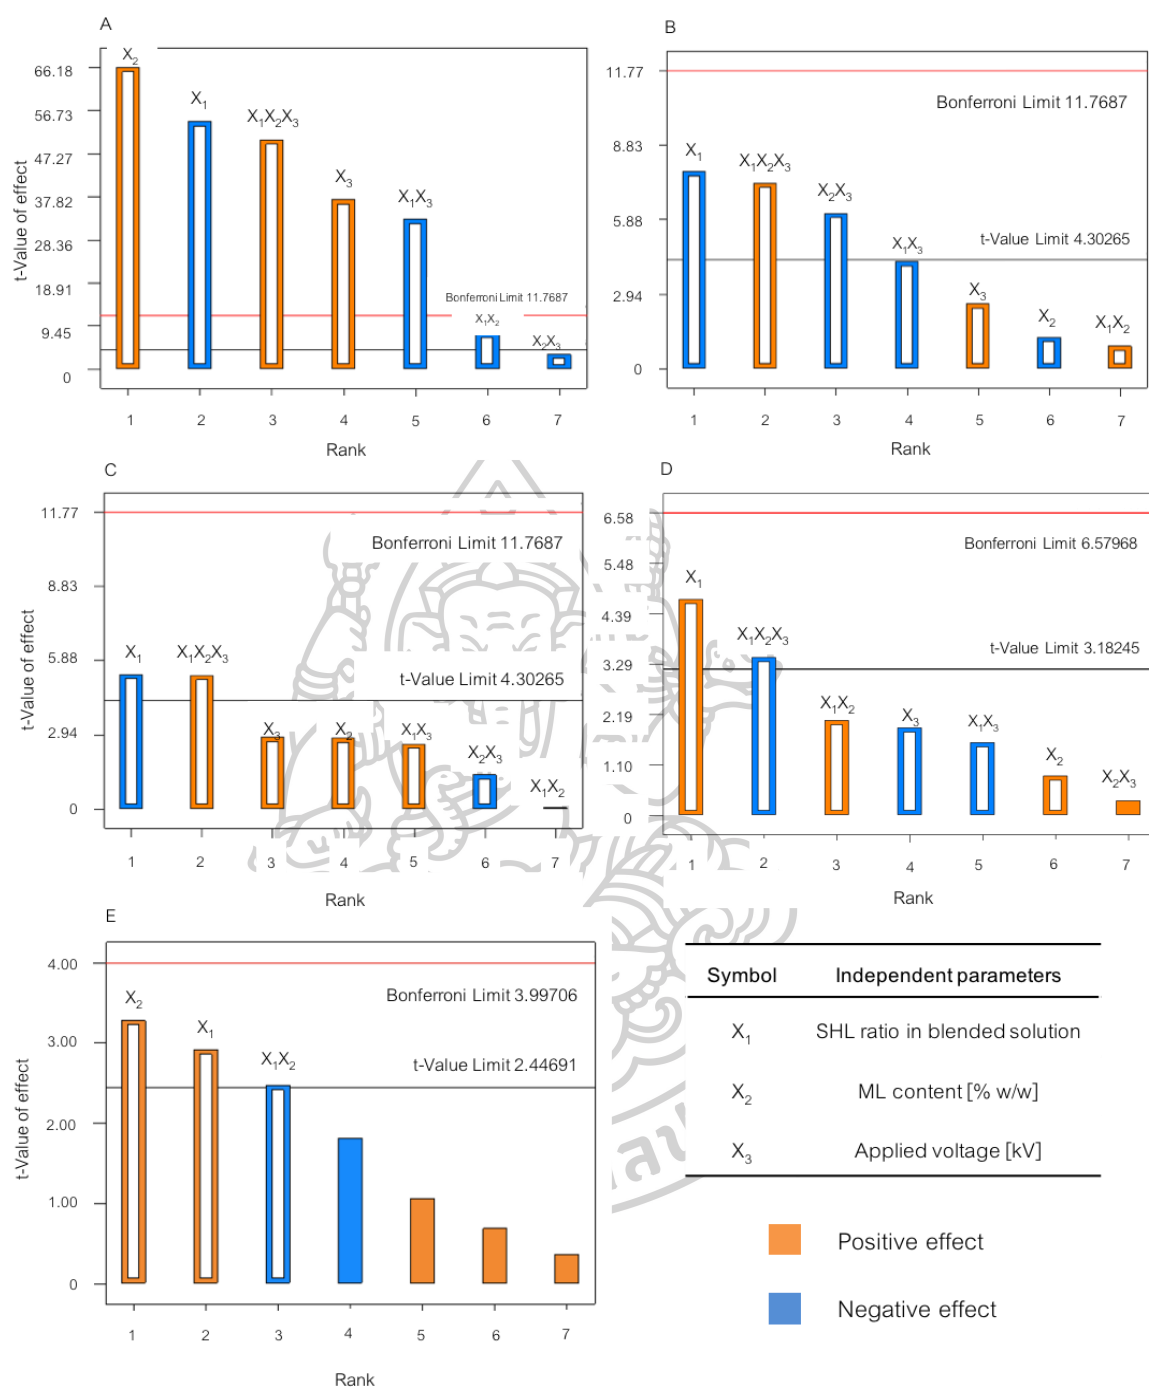 A
t-Value of effect
66.18
56.73
47.27
37.82
28.36
18.91
9.45
0
X2
X1
X1X2X3
X3
X1X3
Bonferroni Limit 11.7687
X1X2
X2X3
1 2 3 4 5 6 7
Rank
B
11.77
8.83
5.88
2.94
0
Bonferroni Limit 11.7687
t-Value Limit 4.30265
X1
X1X2X3
X2X3
X1X3
X3
X2
X1X2
1 2 3 4 5 6 7
Rank
C
t-Value of effect
11.77
8.83
5.88
2.94
0
Bonferroni Limit 11.7687
t-Value Limit 4.30265
X1
X1X2X3
X3
X2
X1X3
X2X3
X1X2
1 2 3 4 5 6 7
Rank
D
6.58
5.48
4.39
3.29
2.19
1.10
0
Bonferroni Limit 6.57968
t-Value Limit 3.18245
X1
X1X2X3
X1X2
X3
X1X3
X2
X2X3
1 2 3 4 5 6 7
Rank
E
t-Value of effect
4.00
3.00
2.00
1.00
0
Bonferroni Limit 3.99706
t-Value Limit 2.44691
X2
X1
X1X2
1 2 3 4 5 6 7
Rank
Symbol Independent parameters
X1 SHL ratio in blended solution
X2 ML content [% w/w]
X3 Applied voltage [kV]
Positive effect
Negative effect